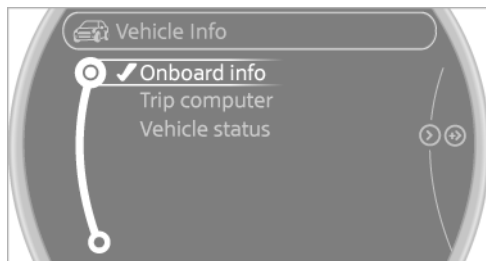 Vehicle Info
Onboard info
Trip computer
Vehicle status